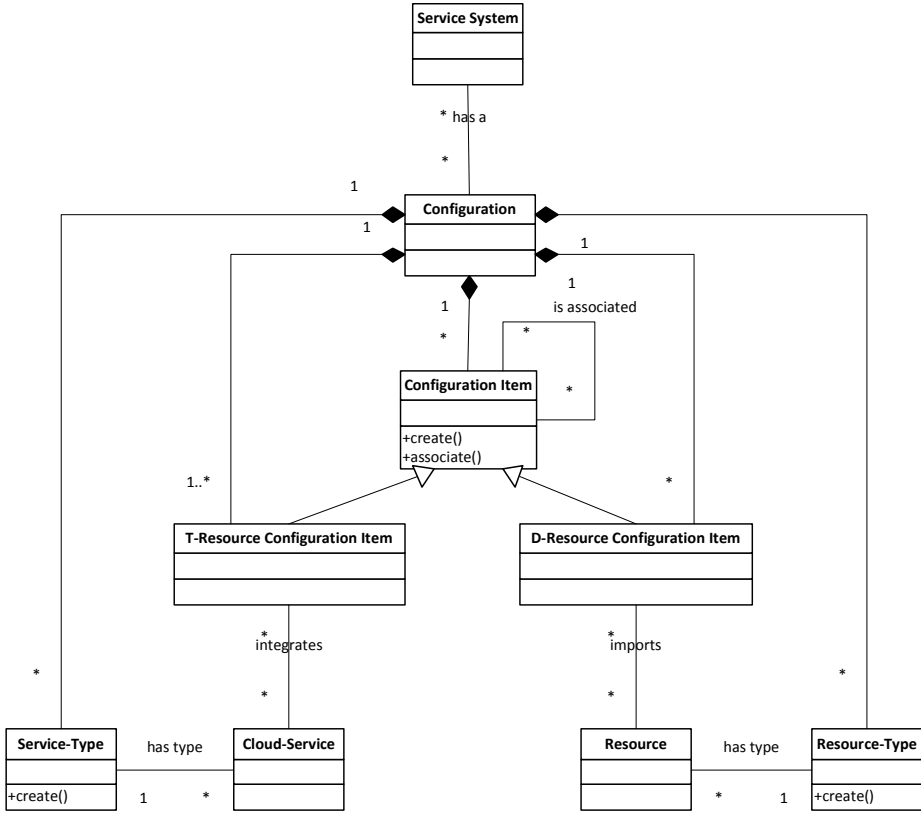 Service System
* has a
*
1
Configuration
1
1
1
1
is associated
*
*
Configuration Item
*
+create()
+associate()
1..*
*
T-Resource Configuration Item
D-Resource Configuration Item
*
integrates
*
imports
*
*
*
*
Service-Type
has type
Cloud-Service
Resource
has type
Resource-Type
+create()
1
*
*
1
+create()